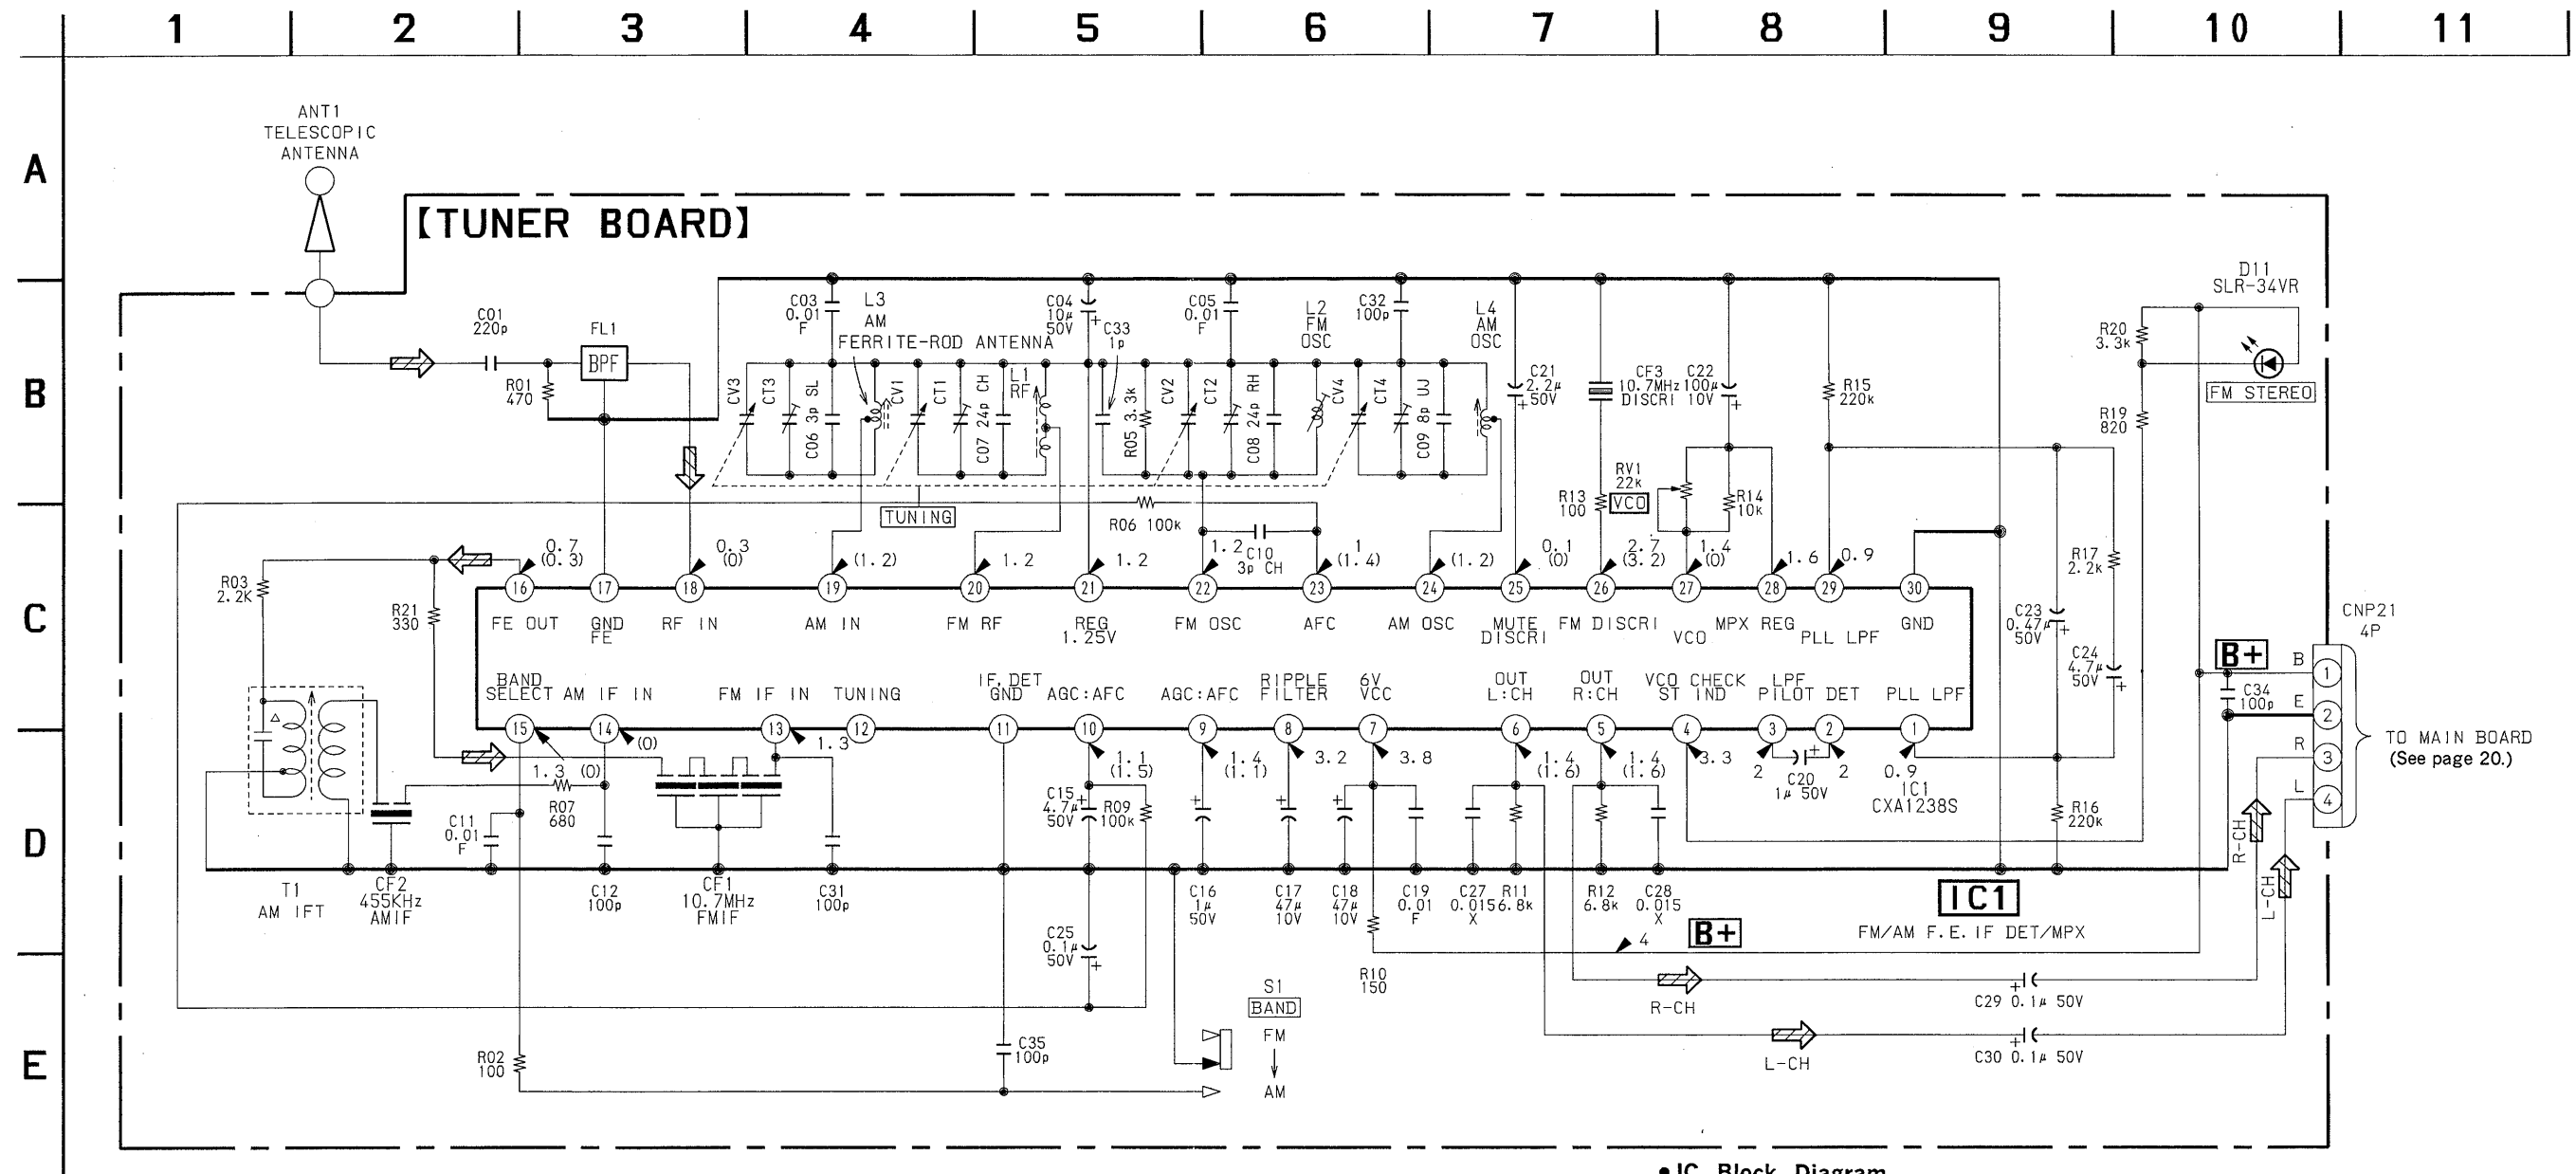 1 2 3 4 5 6 7 8 9 10 11
A
B
C
D
E
ANT1
TELESCOPIC
ANTENNA
【TUNER BOARD】
C01
220p
FL1
BPF
R01
470
C03
0.01
F
L3
AM
FERRITE-ROD ANTENNA
C04
10μ
50V
+
C33
1p
C05
0.01
F
L2
FM
OSC
C32
100p
L4
AM
OSC
D11
SLR-34VR
FM STEREO
CV3
CT3
C06 3p SL
CV1
CT1
C07 24p CH
L1
RF
R05 3.3k
CV2
CT2
C08 24p RH
CV4
CT4
C09 8p UJ
C21
2.2μ
50V
+
CF3
10.7MHz
DISCRI
C22
100μ
10V
+
R15
220k
R20
3.3k
R19
820
TUNING
R06 100k
R13
100
RV1
22k
VCO
R14
10k
R03
2.2K
R21
330
0.7
(0.3)
0.3
(0)
(1.2)
1.2
1.2
1.2
C10
3p CH
1
(1.4)
(1.2)
0.1
(0)
2.7
(3.2)
1.4
(0)
1.6
0.9
R17
2.2k
C23
0.47μ
50V
+
C24
4.7μ
50V
+
16 17 18 19 20 21 22 23 24 25 26 27 28 29 30
FE OUT
GND
FE
RF IN
AM IN
FM RF
REG
1.25V
FM OSC
AFC
AM OSC
MUTE
DISCRI
FM DISCRI
VCO
MPX REG
PLL LPF
GND
BAND
SELECT
AM IF IN
FM IF IN
TUNING
IF,DET
GND
AGC:AFC
AGC:AFC
RIPPLE
FILTER
6V
VCC
OUT
L:CH
OUT
R:CH
VCO CHECK
ST IND
LPF
PILOT DET
PLL LPF
15 14 13 12 11 10 9 8 7 6 5 4 3 2 1
CNP21
4P
B+
B
1
C34
100p
E
2
R
3
L
4
TO MAIN BOARD
(See page 20.)
1.3
(0)
(0)
1.3
1.1
(1.5)
1.4
(1.1)
3.2
3.8
1.4
(1.6)
1.4
(1.6)
3.3
2
+
C20
1μ 50V
2
0.9
IC1
CXA1238S
R07
680
C11
0.01
F
C15
4.7μ
50V
+
R09
100k
+
+
+
R16
220k
R-CH
L-CH
T1
AM IFT
CF2
455KHz
AMIF
C12
100p
CF1
10.7MHz
FMIF
C31
100p
C16
1μ
50V
C17
47μ
10V
C18
47μ
10V
C19
0.01
F
C27
0.015
X
R11
6.8k
R12
6.8k
C28
0.015
X
IC1
FM/AM F.E.IF DET/MPX
B+
4
C25
0.1μ
50V
+
R10
150
S1
BAND
FM
AM
R-CH
+
C29 0.1μ 50V
L-CH
+
C30 0.1μ 50V
R02
100
C35
100p
•IC Block Diagram